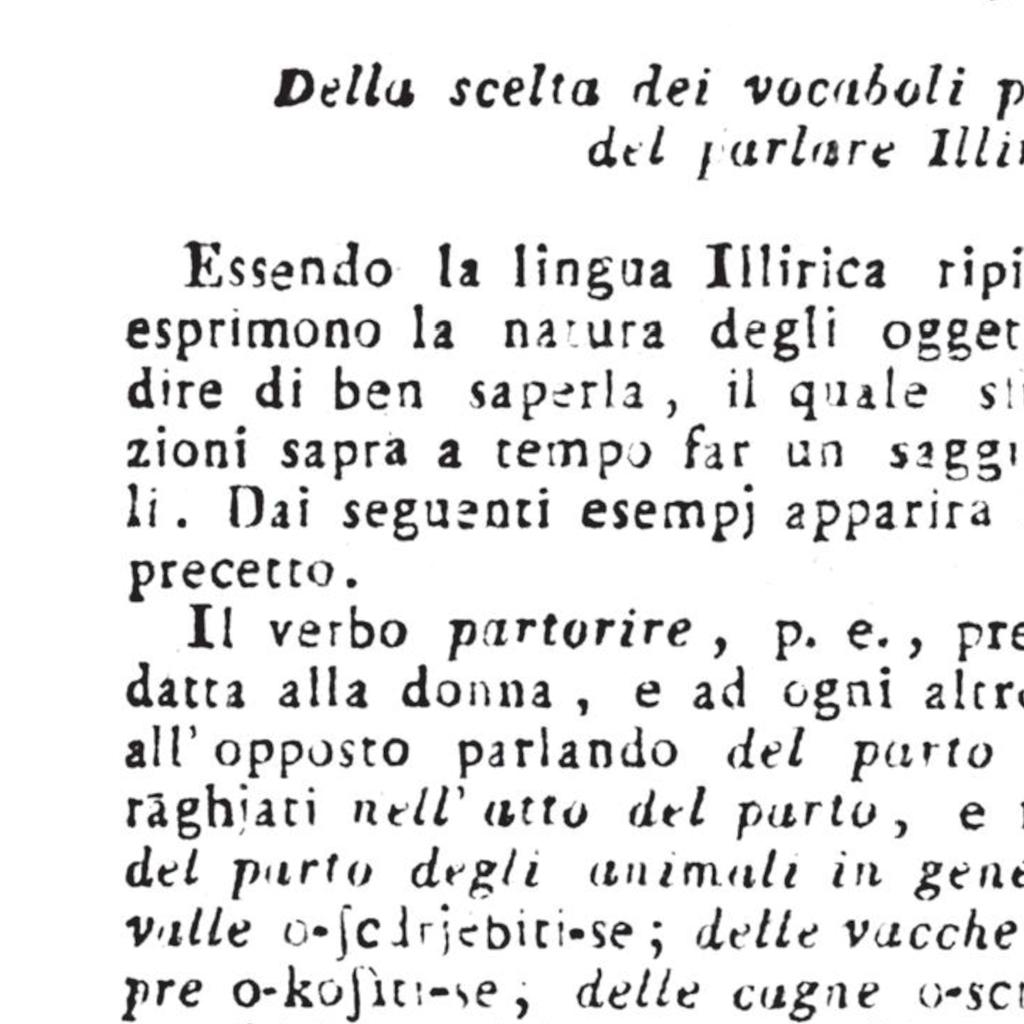 Della scelta dei vocaboli p
del parlare Illi
Essendo la lingua Illirica ripi
esprimono la natura degli ogget
dire di ben saperla, il quale
zioni saprà a tempo far un saggi
li. Dai seguenti esempj apparira
precetto.
Il verbo partorire, p. e., pre
datta alla donna, e ad ogni altro
all' opposto parlando del parto
rāghjati nell' atto del parto, e
del parto degli animali in gene
valle o-ſcdrjebiti-se; delle vacche
pre o-koſiti-se; delle cagne o-sc